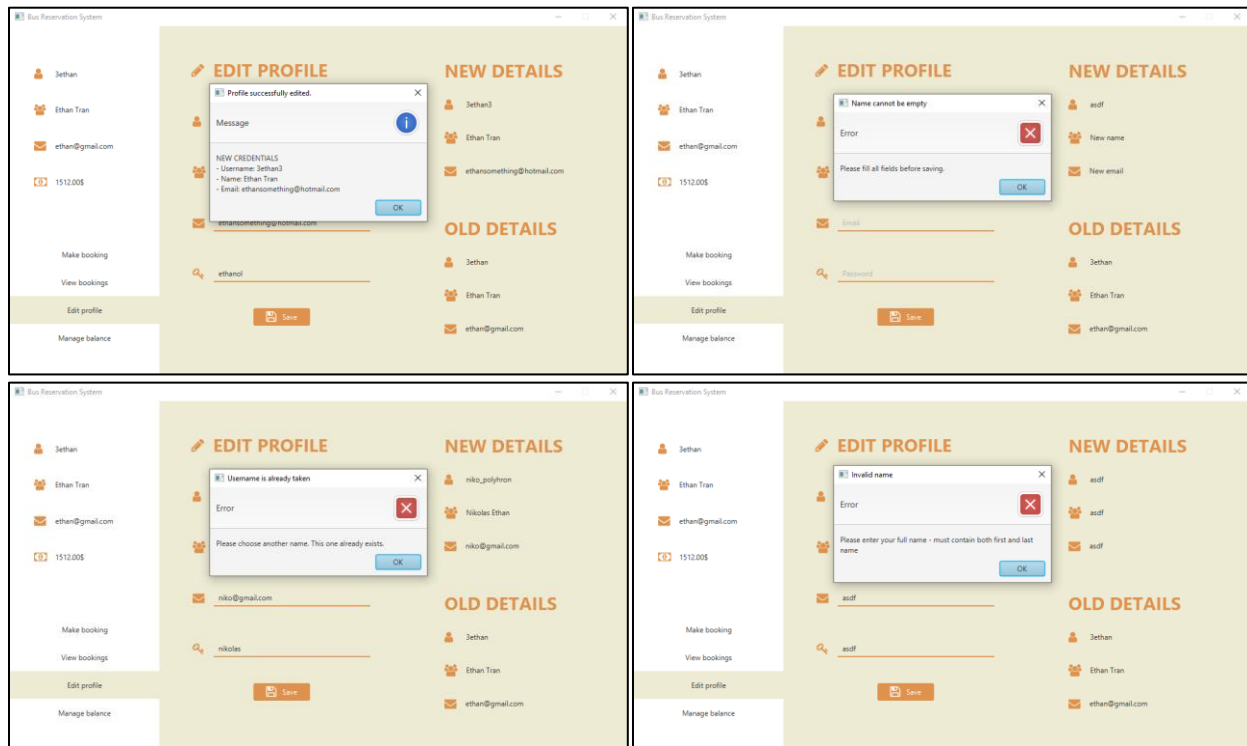 Bus Reservation System
3ethan
Ethan Tran
ethan@gmail.com
1512.00$
Make booking
View bookings
Edit profile
Manage balance
EDIT PROFILE
Profile successfully edited.
Message
NEW CREDENTIALS
- Username: 3ethan3
- Name: Ethan Tran
- Email: ethansomething@hotmail.com
OK
ethansomething@hotmail.com
ethanol
Save
NEW DETAILS
3ethan3
Ethan Tran
ethansomething@hotmail.com
OLD DETAILS
3ethan
Ethan Tran
ethan@gmail.com
Bus Reservation System
3ethan
Ethan Tran
ethan@gmail.com
1512.00$
Make booking
View bookings
Edit profile
Manage balance
EDIT PROFILE
Name cannot be empty
Error
Please fill all fields before saving.
OK
Email
Password
Save
NEW DETAILS
asdf
New name
New email
OLD DETAILS
3ethan
Ethan Tran
ethan@gmail.com
Bus Reservation System
3ethan
Ethan Tran
ethan@gmail.com
1512.00$
Make booking
View bookings
Edit profile
Manage balance
EDIT PROFILE
Username is already taken
Error
Please choose another name. This one already exists.
OK
niko@gmail.com
nikolas
Save
NEW DETAILS
niko_polyhron
Nikolas Ethan
niko@gmail.com
OLD DETAILS
3ethan
Ethan Tran
ethan@gmail.com
Bus Reservation System
3ethan
Ethan Tran
ethan@gmail.com
1512.00$
Make booking
View bookings
Edit profile
Manage balance
EDIT PROFILE
Invalid name
Error
Please enter your full name - must contain both first and last
name
OK
asdf
asdf
Save
NEW DETAILS
asdf
asdf
asdf
OLD DETAILS
3ethan
Ethan Tran
ethan@gmail.com